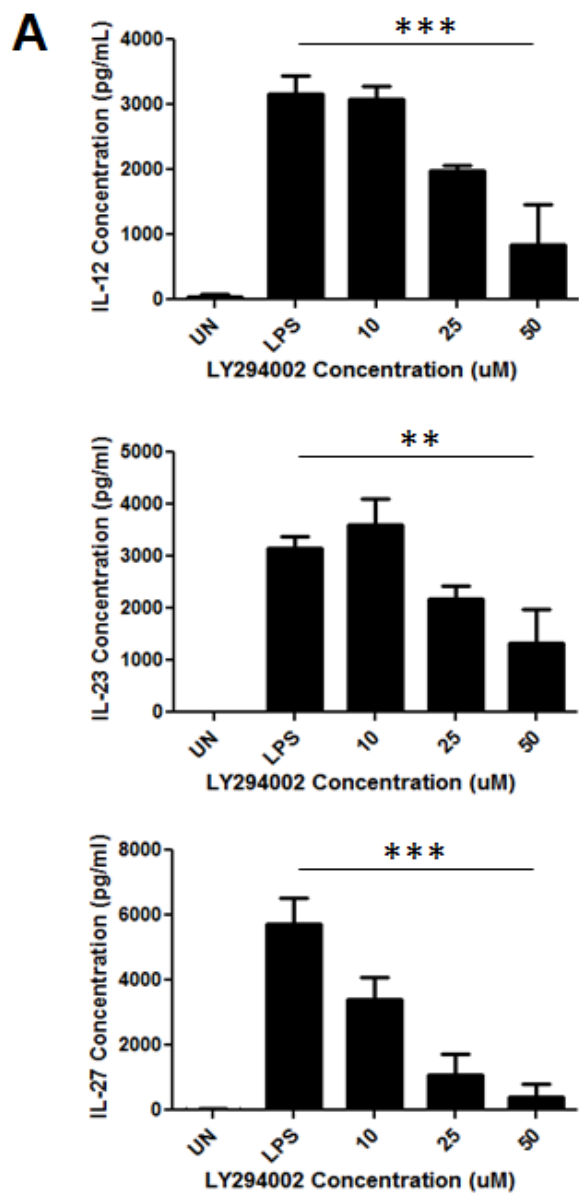 A
***
IL-12 Concentration (pg/mL)
4000
3000
2000
1000
0
UN
LPS
10
25
50
LY294002 Concentration (uM)
**
IL-23 Concentration (pg/ml)
5000
4000
3000
2000
1000
0
UN
LPS
10
25
50
LY294002 Concentration (uM)
***
IL-27 Concentration (pg/ml)
8000
6000
4000
2000
0
UN
LPS
10
25
50
LY294002 Concentration (uM)